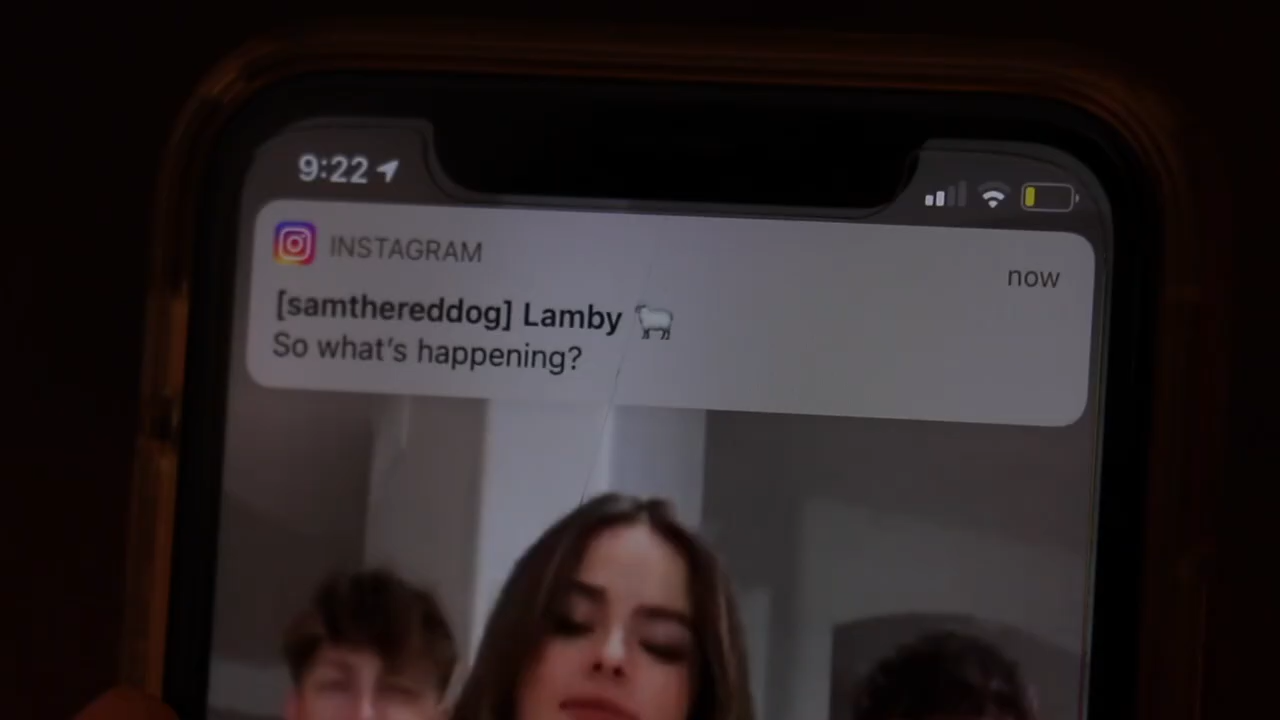 9:22
INSTAGRAM
now
[samthereddog] Lamby 🐑
So what's happening?